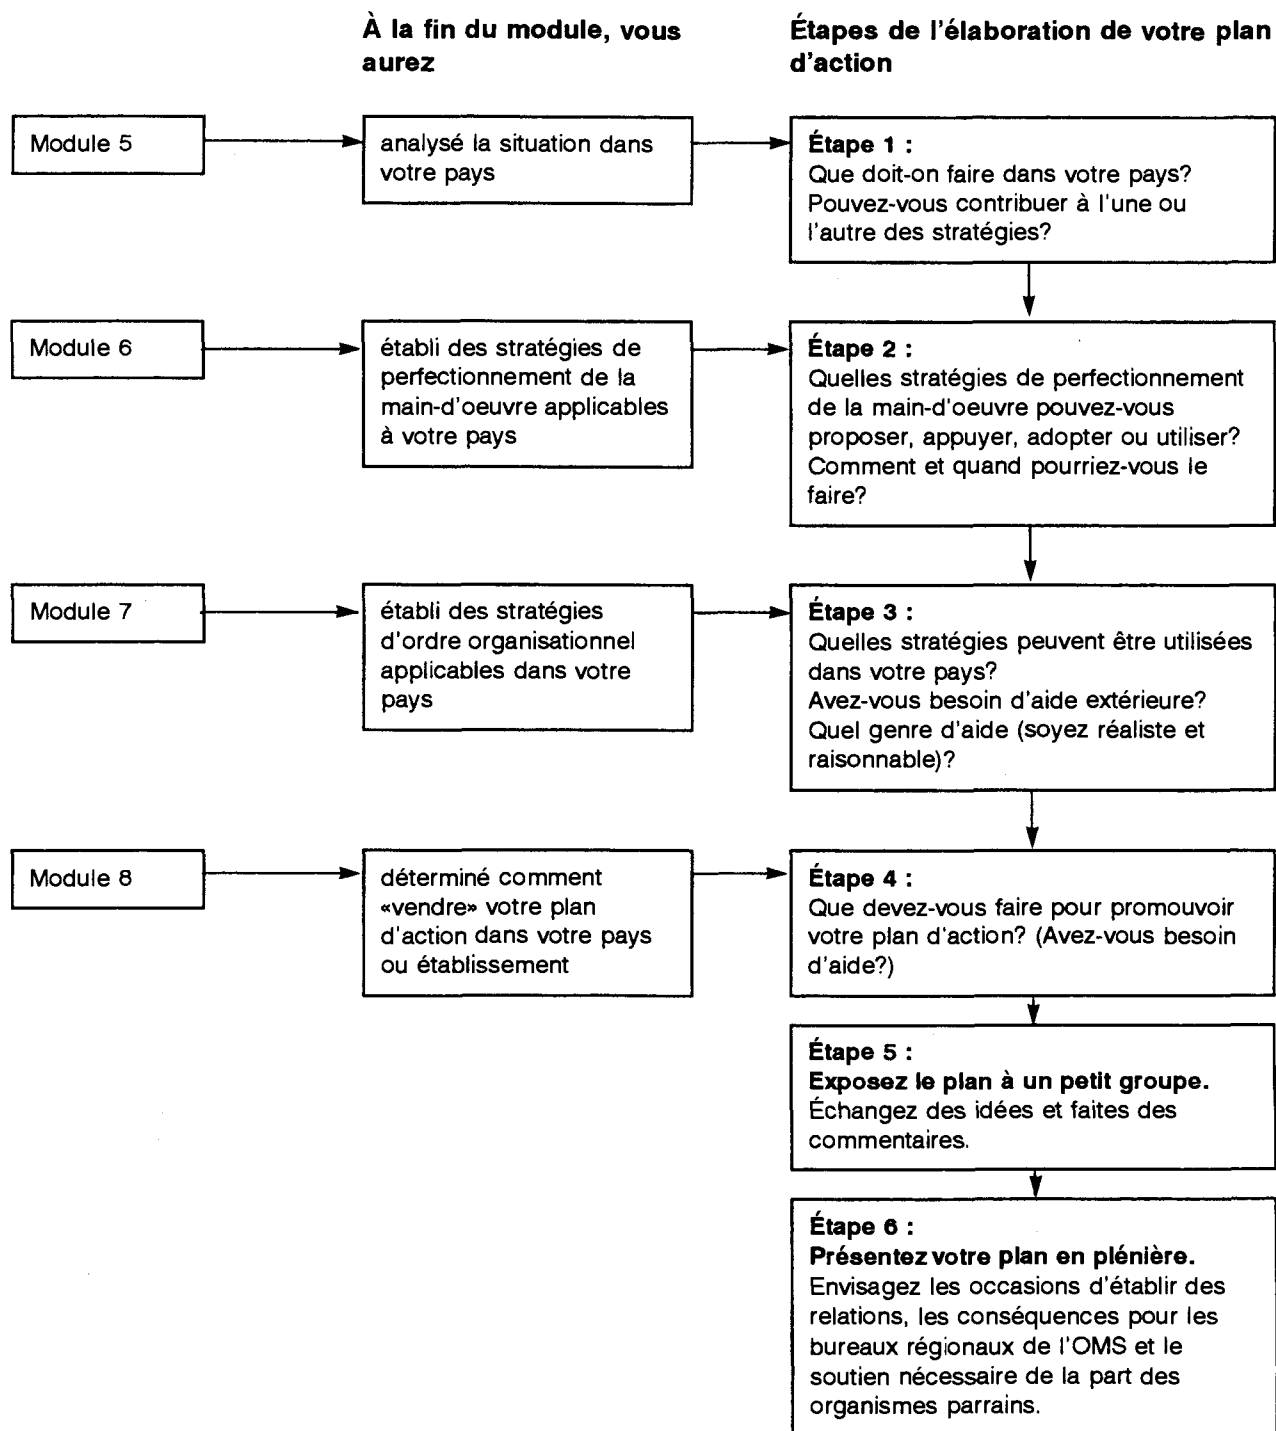 À la fin du module, vous
aurez
Étapes de l'élaboration de votre plan
d'action
Module 5
analysé la situation dans
votre pays
Étape 1 :
Que doit-on faire dans votre pays?
Pouvez-vous contribuer à l'une ou
l'autre des stratégies?
Module 6
établi des stratégies de
perfectionnement de la
main-d'oeuvre applicables
à votre pays
Étape 2 :
Quelles stratégies de perfectionnement
de la main-d'oeuvre pouvez-vous
proposer, appuyer, adopter ou utiliser?
Comment et quand pourriez-vous le
faire?
Module 7
établi des stratégies
d'ordre organisationnel
applicables dans votre
pays
Étape 3 :
Quelles stratégies peuvent être utilisées
dans votre pays?
Avez-vous besoin d'aide extérieure?
Quel genre d'aide (soyez réaliste et
raisonnable)?
Module 8
déterminé comment
«vendre» votre plan
d'action dans votre pays
ou établissement
Étape 4 :
Que devez-vous faire pour promouvoir
votre plan d'action? (Avez-vous besoin
d'aide?)
Étape 5 :
Exposez le plan à un petit groupe.
Échangez des idées et faites des
commentaires.
Étape 6 :
Présentez votre plan en plénière.
Envisagez les occasions d'établir des
relations, les conséquences pour les
bureaux régionaux de l'OMS et le
soutien nécessaire de la part des
organismes parrains.